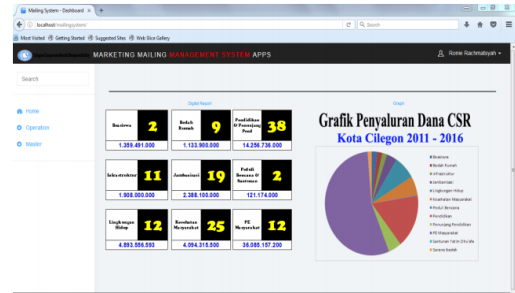 Mailing System - Dashboard
localhost/mailingsystem/
Search
Most Visited Getting Started Suggested Sites Web Slice Gallery
MARKETING MAILING MANAGEMENT SYSTEM APPS
Search
Home
Operation
Master
Digital Report
Graph
Beasiswa
2
1.359.491.000
Bedah
Rumah
9
1.133.900.000
Pendidikan
& Penunjang
Pend
38
14,256.736.000
Infrastruktur
11
1.908.000.000
Jambanisasi
19
2.388.100.000
Peduli
Bencana &
Santunan
2
121.174.000
Lingkungan
Hidup
12
4.893.556.593
Kesehatan
Masyarakat
25
4.094.315.500
PE
Masyarakat
12
36.085.157.200
Grafik Penyaluran Dana CSR
Kota Cilegon 2011 - 2016
Beasiswa
Bedah Rumah
Infrastruktur
Jambanisasi
Lingkungan Hidup
Kesehatan Masyarakat
Peduli Bencana
Pendidikan
Penunjang Pendidikan
PE Masyarakat
Santunan Yatim Dhuafa
Sarana Ibadah